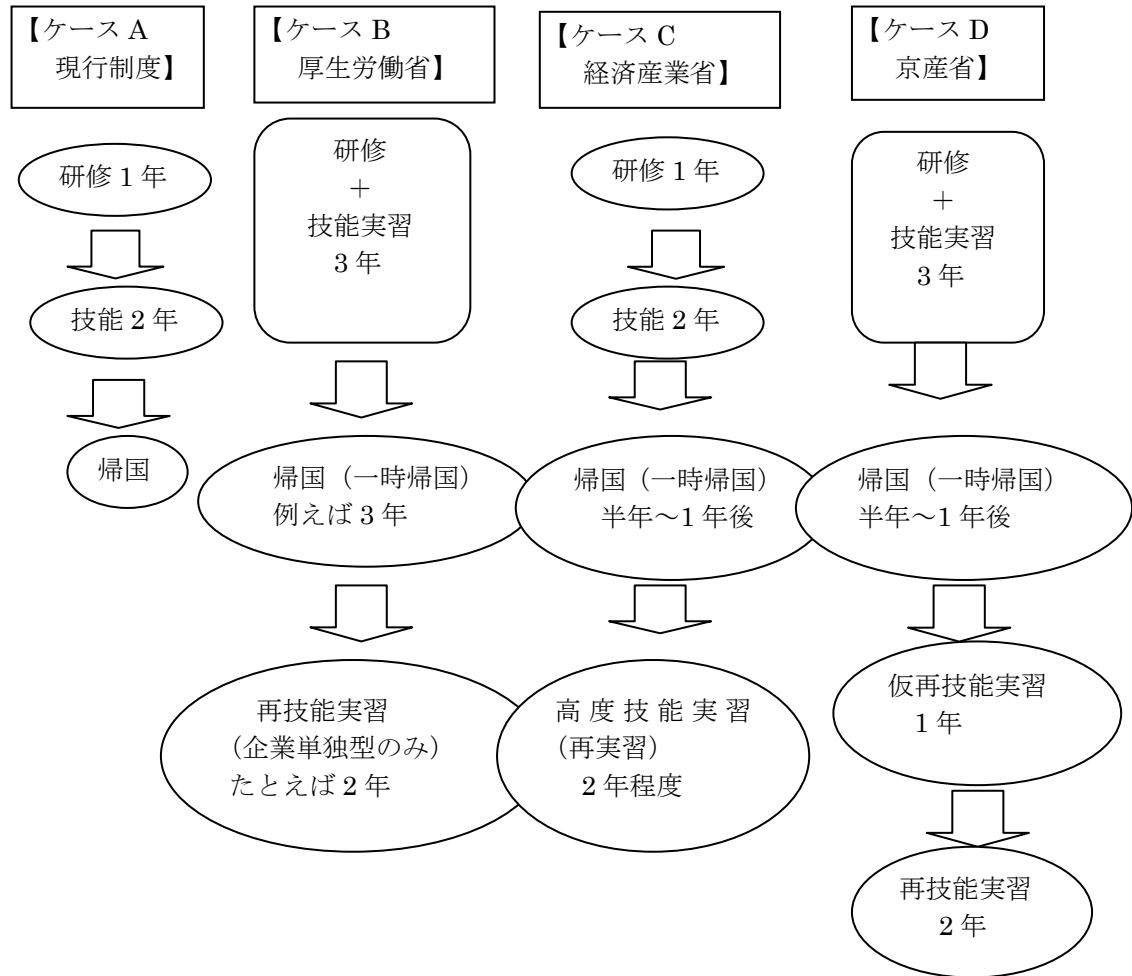 【ケース A
現行制度】
研修 1 年
技能 2 年
帰国
【ケース B
厚生労働省】
研修
+
技能実習
3 年
帰国（一時帰国）
例えば 3 年
再技能実習
（企業単独型のみ）
たとえば 2 年
【ケース C
経済産業省】
研修 1 年
技能 2 年
帰国（一時帰国）
半年～1 年後
高 度 技 能 実 習
（再実習）
2 年程度
【ケース D
京産省】
研修
+
技能実習
3 年
帰国（一時帰国）
半年～1 年後
仮再技能実習
1 年
再技能実習
2 年